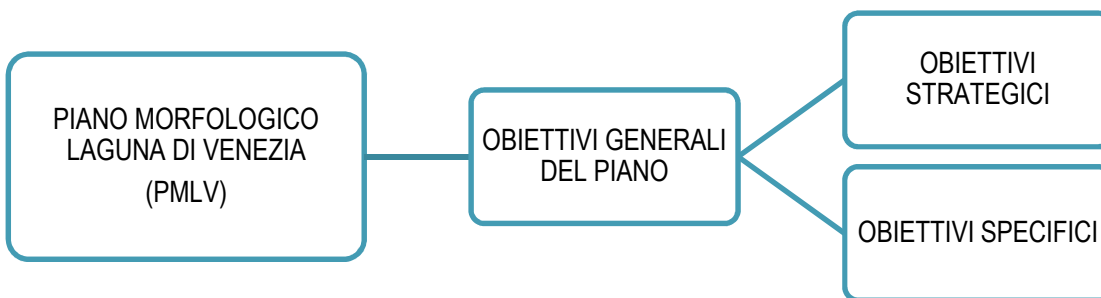 PIANO MORFOLOGICO
LAGUNA DI VENEZIA
(PMLV)
OBIETTIVI GENERALI
DEL PIANO
OBIETTIVI
STRATEGICI
OBIETTIVI SPECIFICI